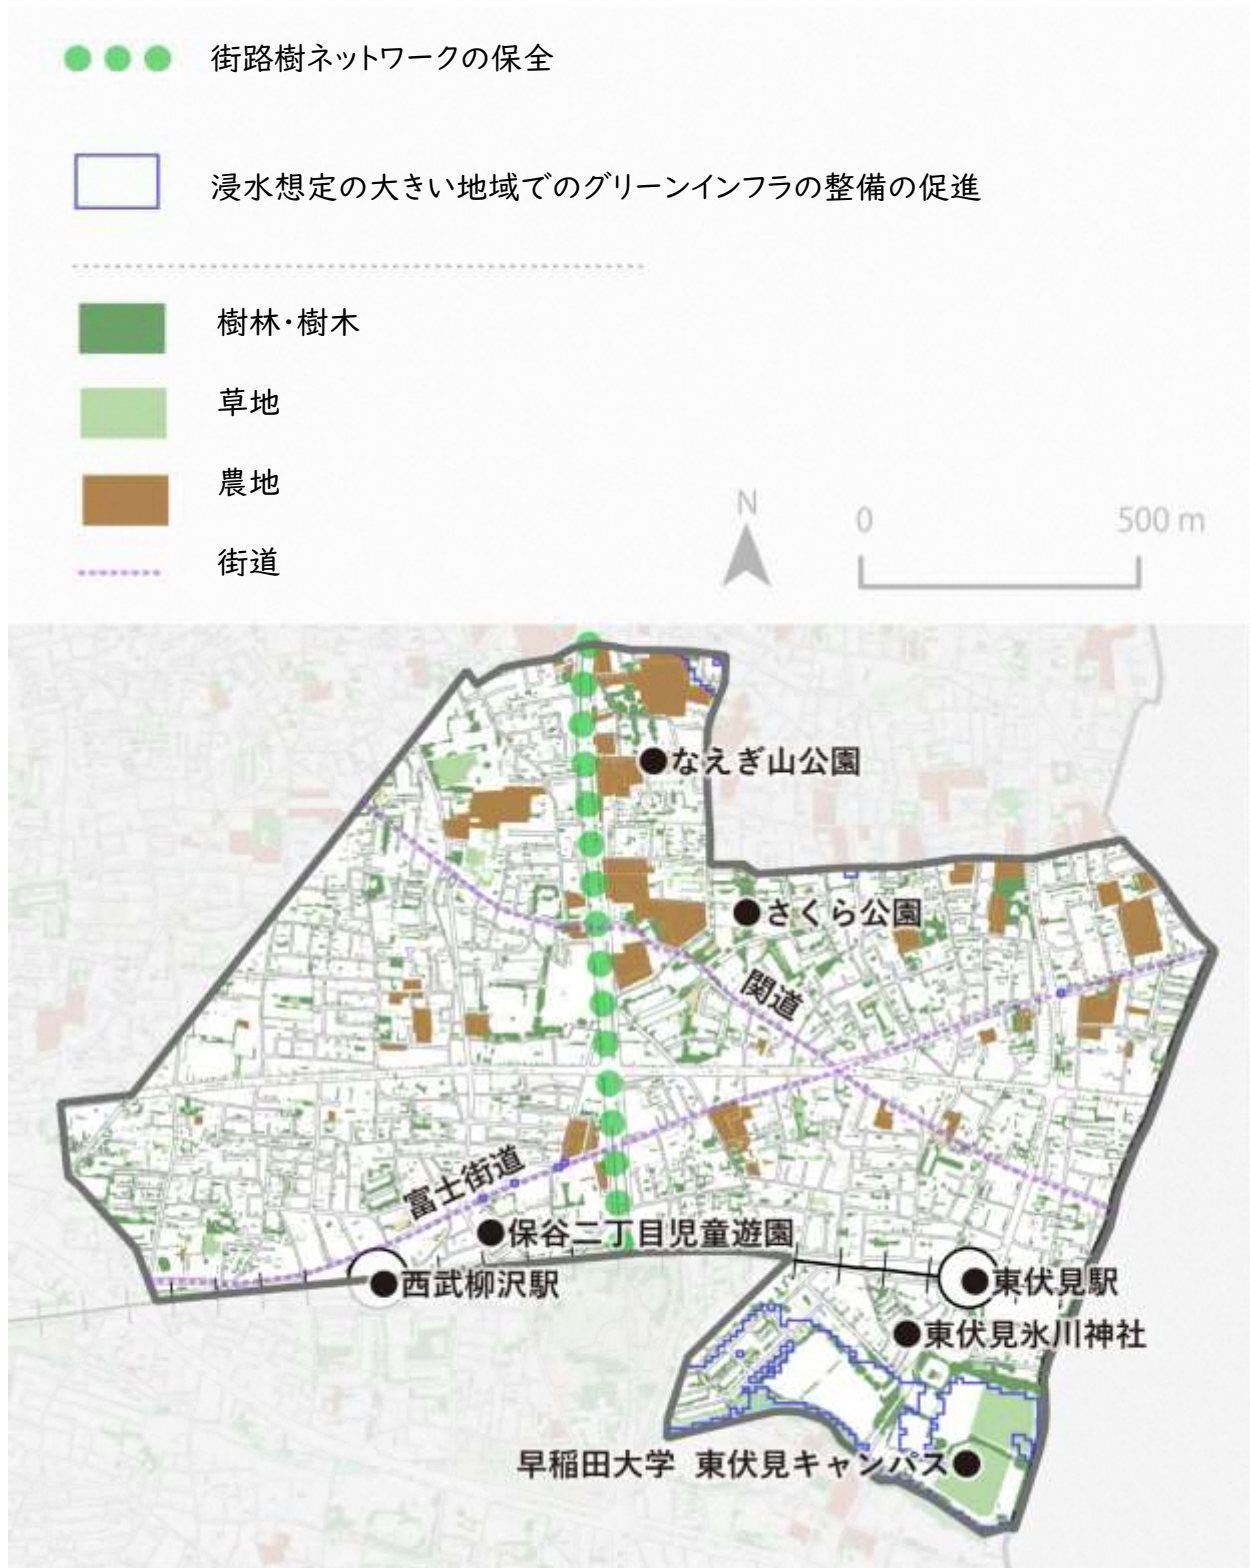 街路樹ネットワークの保全
浸水想定の大きい地域でのグリーンインフラの整備の促進
樹林・樹木
草地
農地
街道
N
0 500 m
なえぎ山公園
さくら公園
関道
富士街道
保谷二丁目児童遊園
西武柳沢駅
東伏見駅
東伏見氷川神社
早稲田大学 東伏見キャンパス